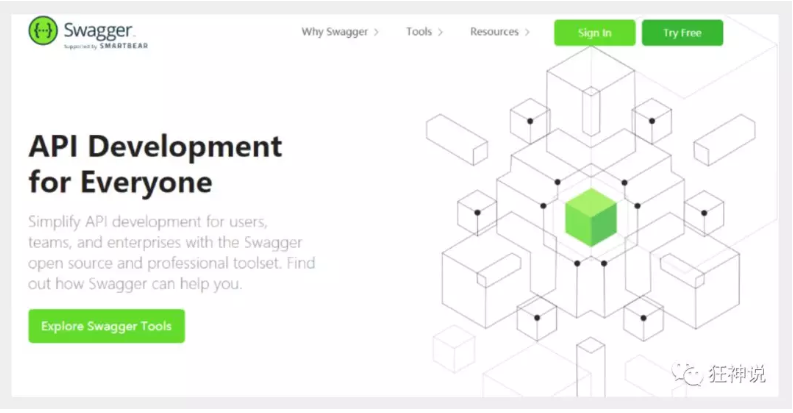 Swagger
Supported by SMARTBEAR
Why Swagger
Tools
Resources
Sign In
Try Free
API Development
for Everyone
Simplify API development for users,
teams, and enterprises with the Swagger
open source and professional toolset. Find
out how Swagger can help you.
Explore Swagger Tools
狂神说